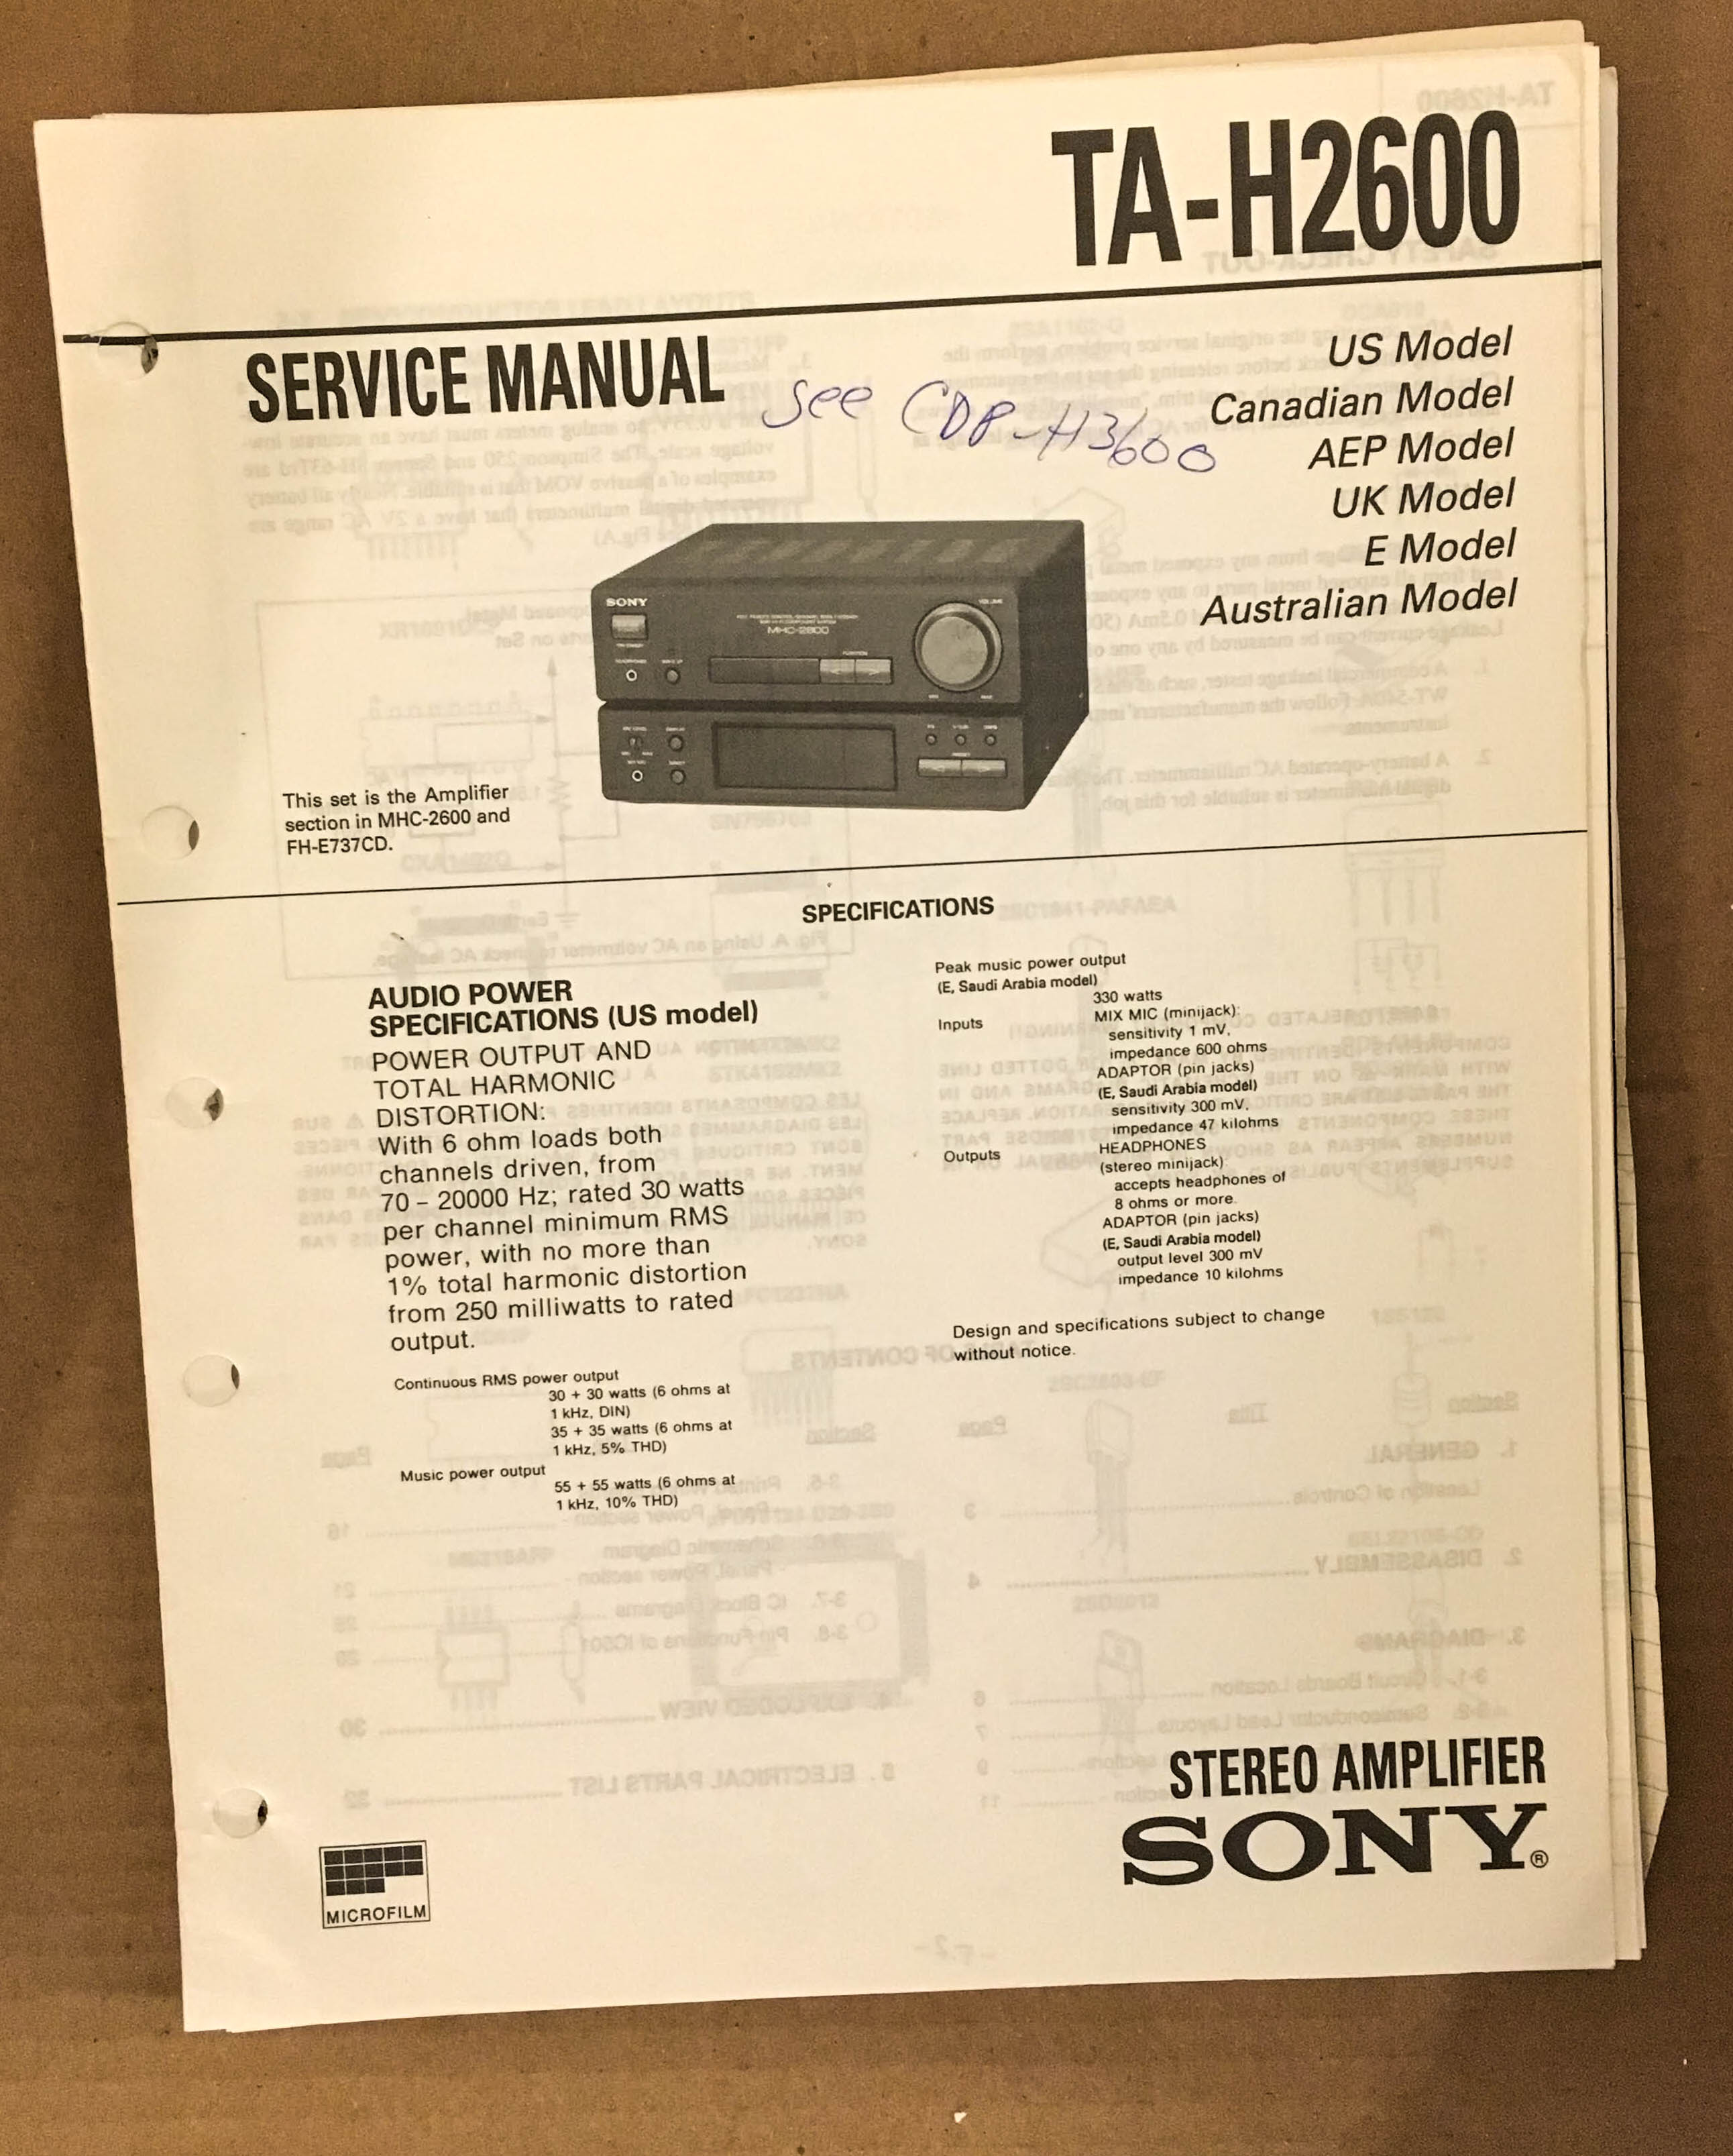 TA-H2600
SERVICE MANUAL
see CDP-H3600
US Model
Canadian Model
AEP Model
UK Model
E Model
Australian Model
SONY
VOLUME
MHC-2600
FUNCTION
This set is the Amplifier
section in MHC-2600 and
FH-E737CD.
SPECIFICATIONS
AUDIO POWER
SPECIFICATIONS (US model)
POWER OUTPUT AND
TOTAL HARMONIC
DISTORTION:
With 6 ohm loads both
channels driven, from
70 – 20000 Hz; rated 30 watts
per channel minimum RMS
power, with no more than
1% total harmonic distortion
from 250 milliwatts to rated
output.
Continuous RMS power output
30 + 30 watts (6 ohms at
1 kHz, DIN)
35 + 35 watts (6 ohms at
1 kHz, 5% THD)
Music power output
55 + 55 watts (6 ohms at
1 kHz, 10% THD)
Peak music power output
(E, Saudi Arabia model)
330 watts
Inputs MIX MIC (minijack):
sensitivity 1 mV,
impedance 600 ohms
ADAPTOR (pin jacks)
(E, Saudi Arabia model)
sensitivity 300 mV,
impedance 47 kilohms
Outputs HEADPHONES
(stereo minijack)
accepts headphones of
8 ohms or more.
ADAPTOR (pin jacks)
(E, Saudi Arabia model)
output level 300 mV
impedance 10 kilohms
Design and specifications subject to change
without notice.
STEREO AMPLIFIER
SONY®
MICROFILM